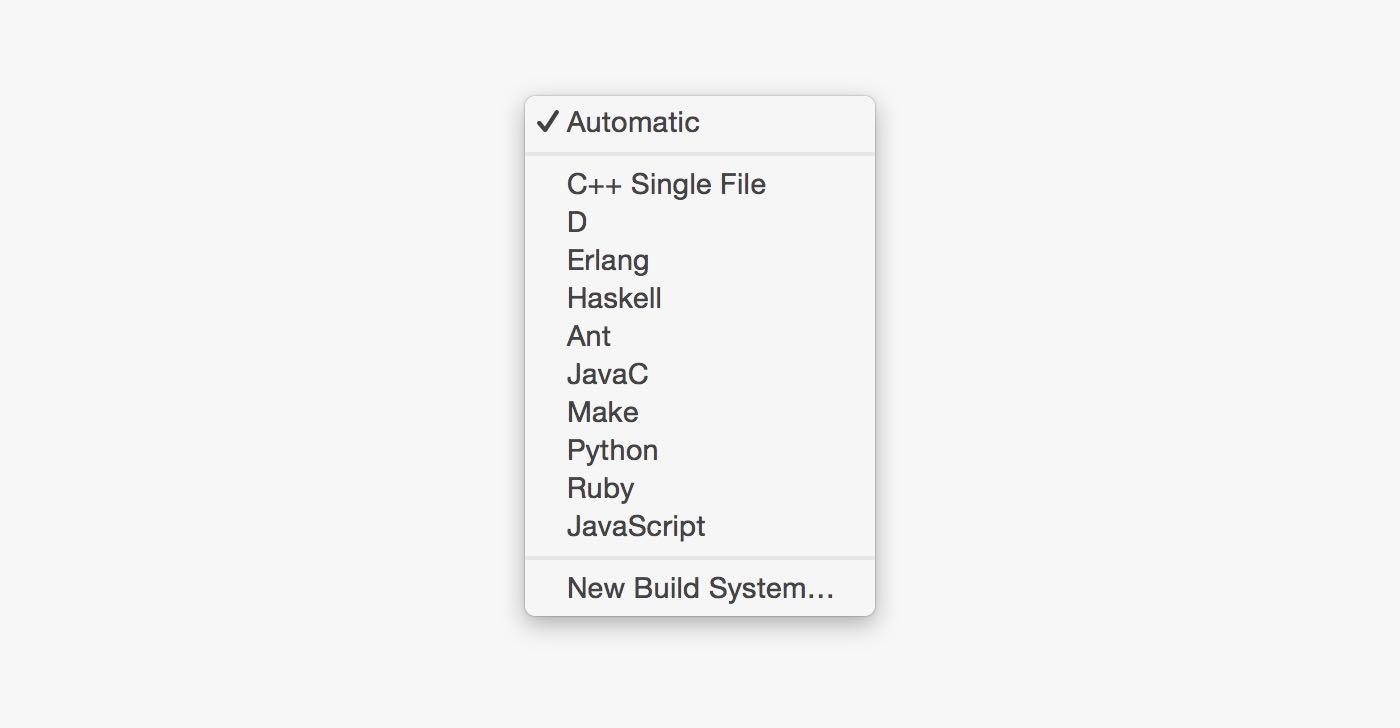 ✓ Automatic
C++ Single File
D
Erlang
Haskell
Ant
JavaC
Make
Python
Ruby
JavaScript
New Build System...